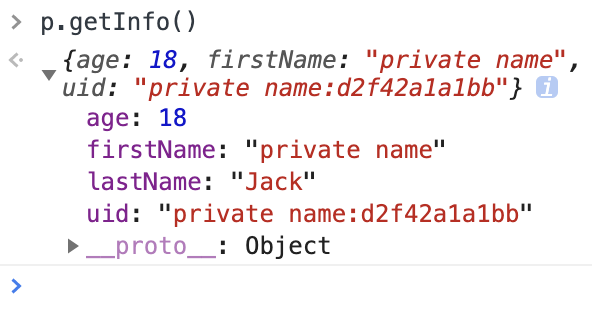 > p.getInfo()
<· ▼ {age: 18, firstName: "private name",
uid: "private name:d2f42a1a1bb"} i
age: 18
firstName: "private name"
lastName: "Jack"
uid: "private name:d2f42a1a1bb"
▶ __proto__: Object
>